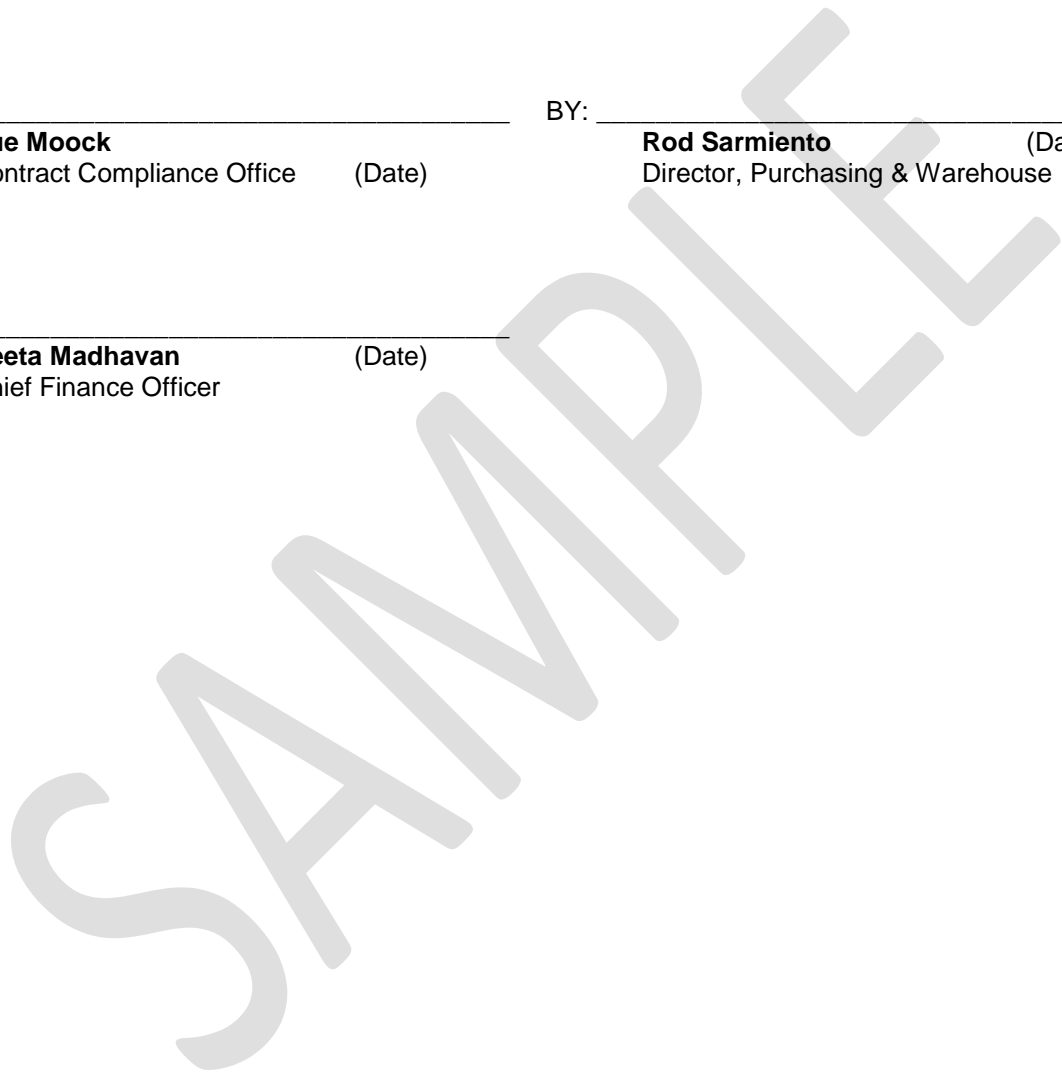 BY:
ue Moock
Rod Sarmiento (Da
ontract Compliance Office (Date)
Director, Purchasing & Warehouse
eeta Madhavan (Date)
hief Finance Officer
SAMPLE